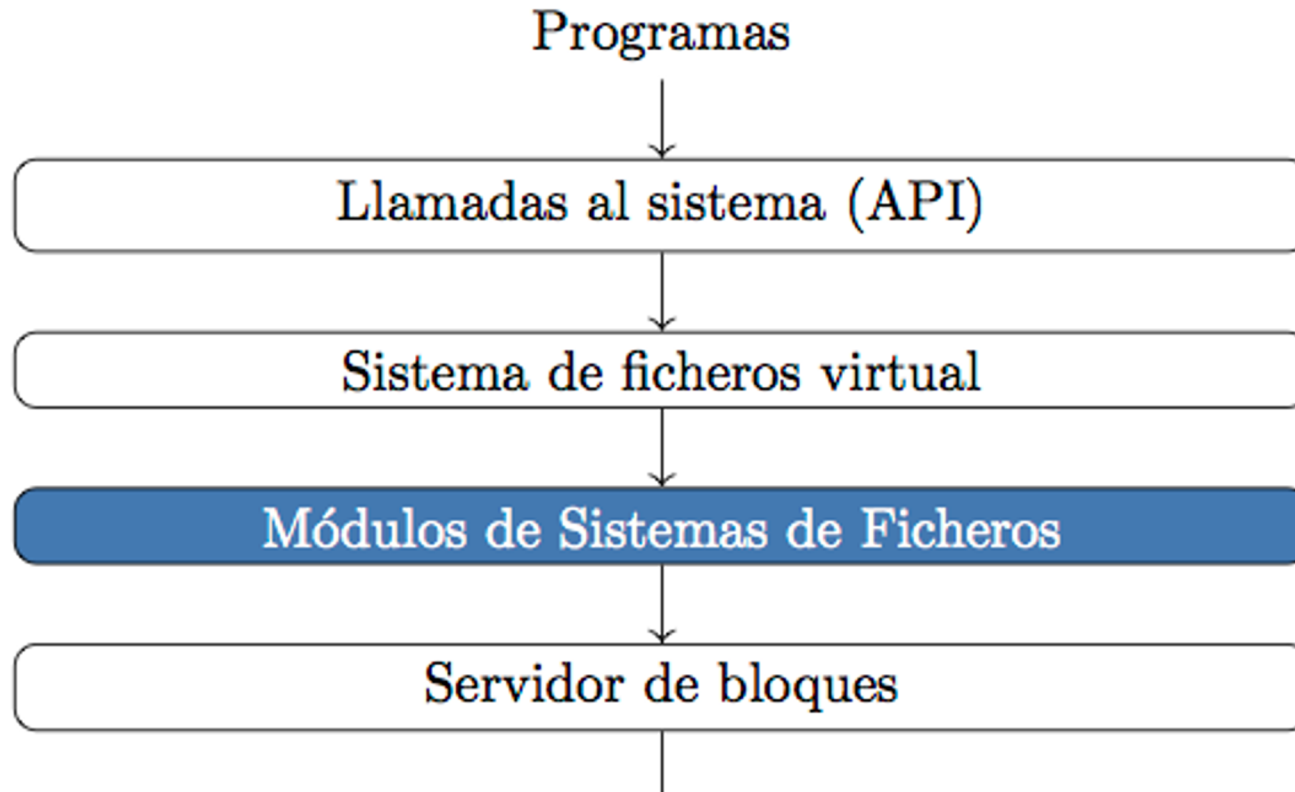 Programas
Llamadas al sistema (API)
Sistema de ficheros virtual
Módulos de Sistemas de Ficheros
Servidor de bloques